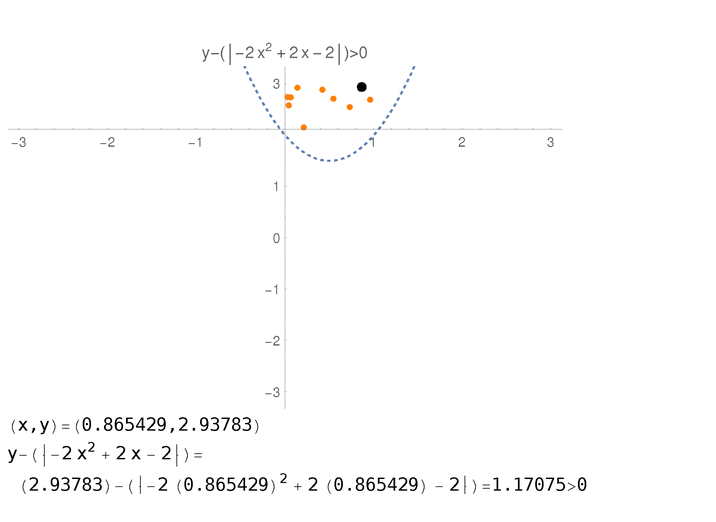 y−(|−2 x² + 2 x − 2|)>0
3
−3 −2 −1 1 2 3
1
0
−1
−2
−3
(x,y) = (0.865429,2.93783)
y− (|−2 x² + 2 x − 2|) =
(2.93783) − (|−2 (0.865429)² + 2 (0.865429) − 2|) =1.17075>0